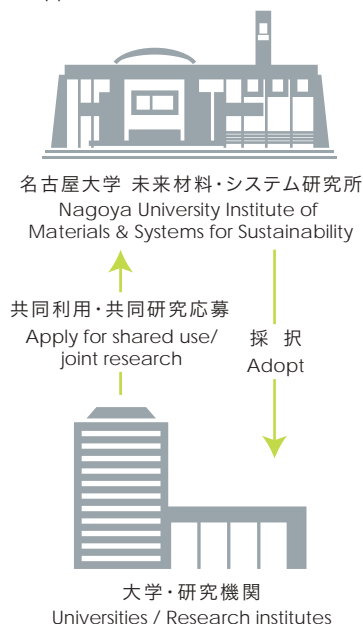 名古屋大学 未来材料・システム研究所
Nagoya University Institute of
Materials & Systems for Sustainability
共同利用・共同研究応募
Apply for shared use/
joint research
採 択
Adopt
大学・研究機関
Universities / Research institutes